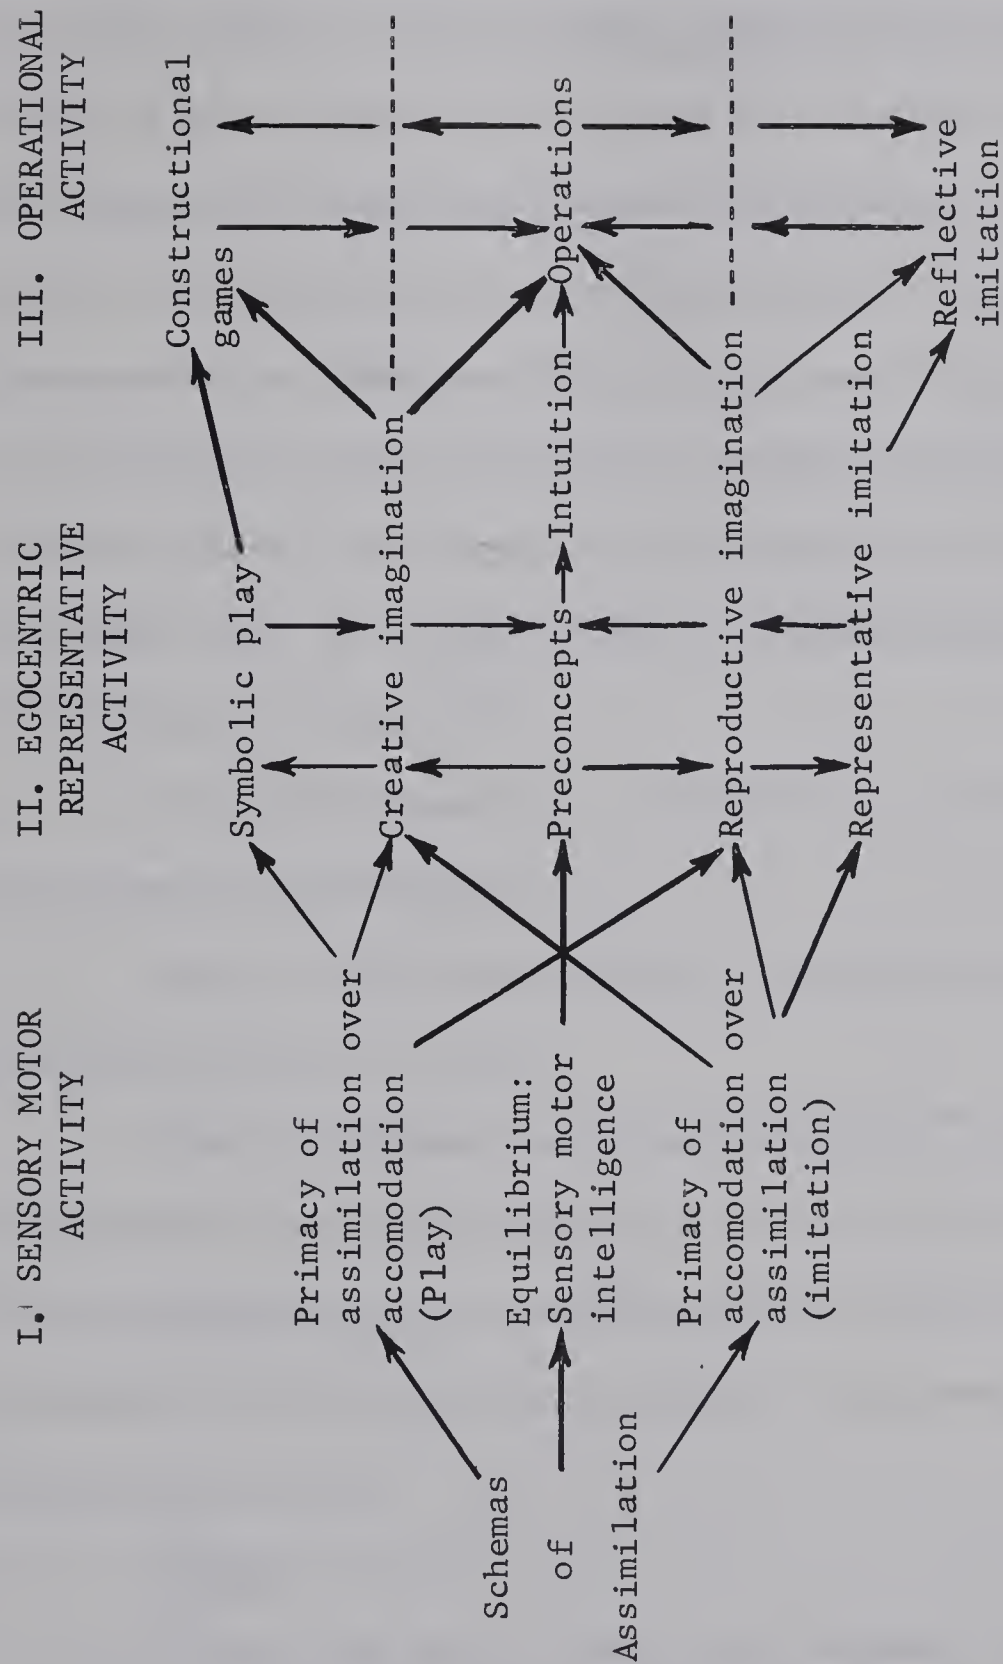 I. SENSORY MOTOR
ACTIVITY
II. EGOCENTRIC
REPRESENTATIVE
ACTIVITY
III. OPERATIONAL
ACTIVITY
Schemas
of
Assimilation
Primacy of
assimilation over
accomodation
(Play)
Equilibrium:
Sensory motor
intelligence
Primacy of
accomodation over
assimilation
(imitation)
Symbolic play
Creative imagination
Preconcepts
Intuition
Reproductive imagination
Representative imitation
Constructional
games
Operations
Reflective
imitation